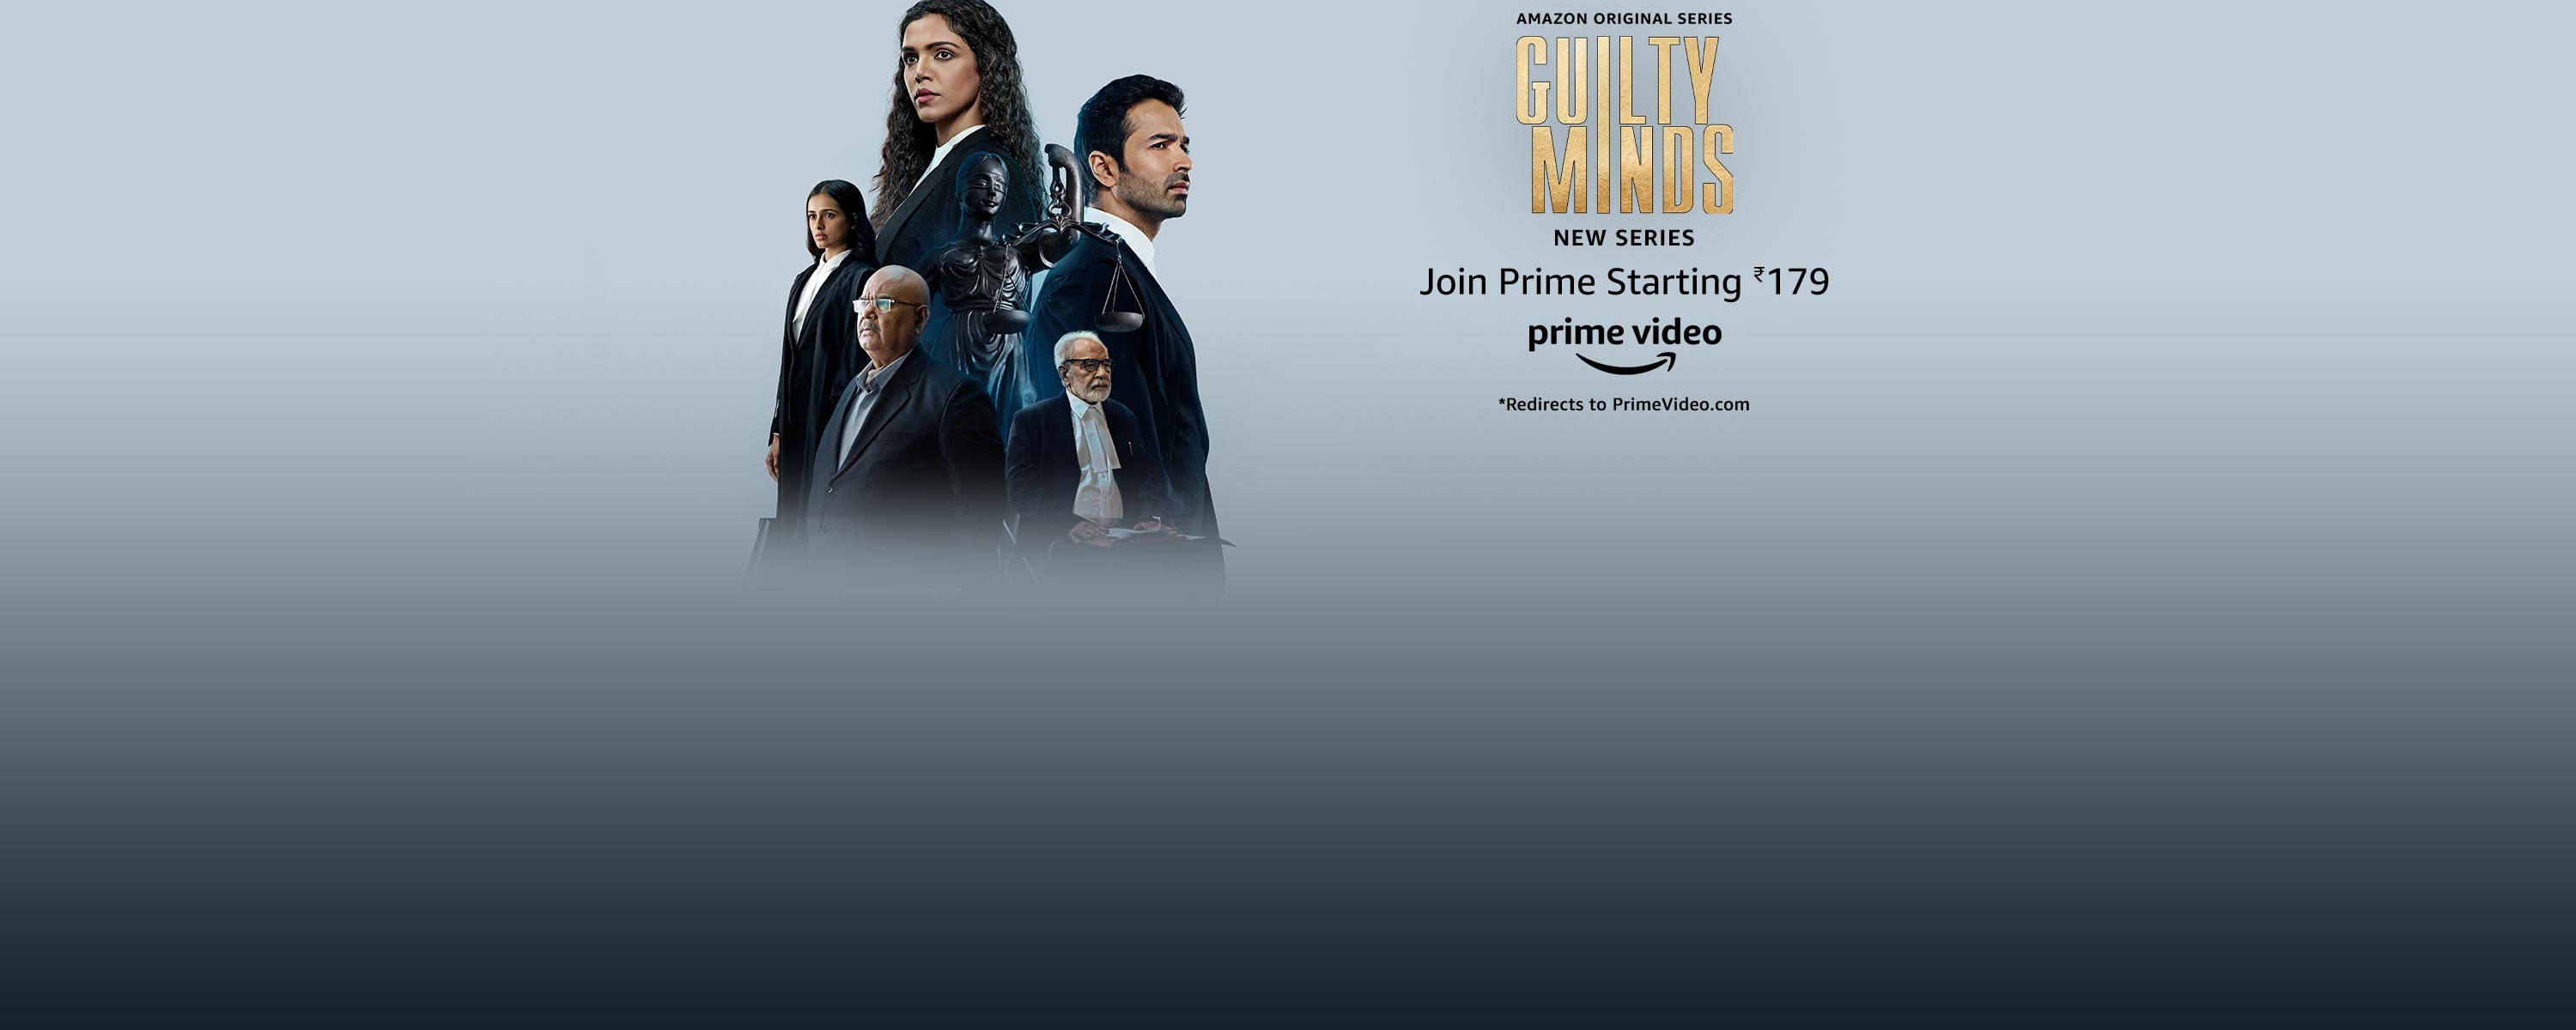 AMAZON ORIGINAL SERIES
GUILTY
MINDS
NEW SERIES
Join Prime Starting ₹179
prime video
*Redirects to PrimeVideo.com